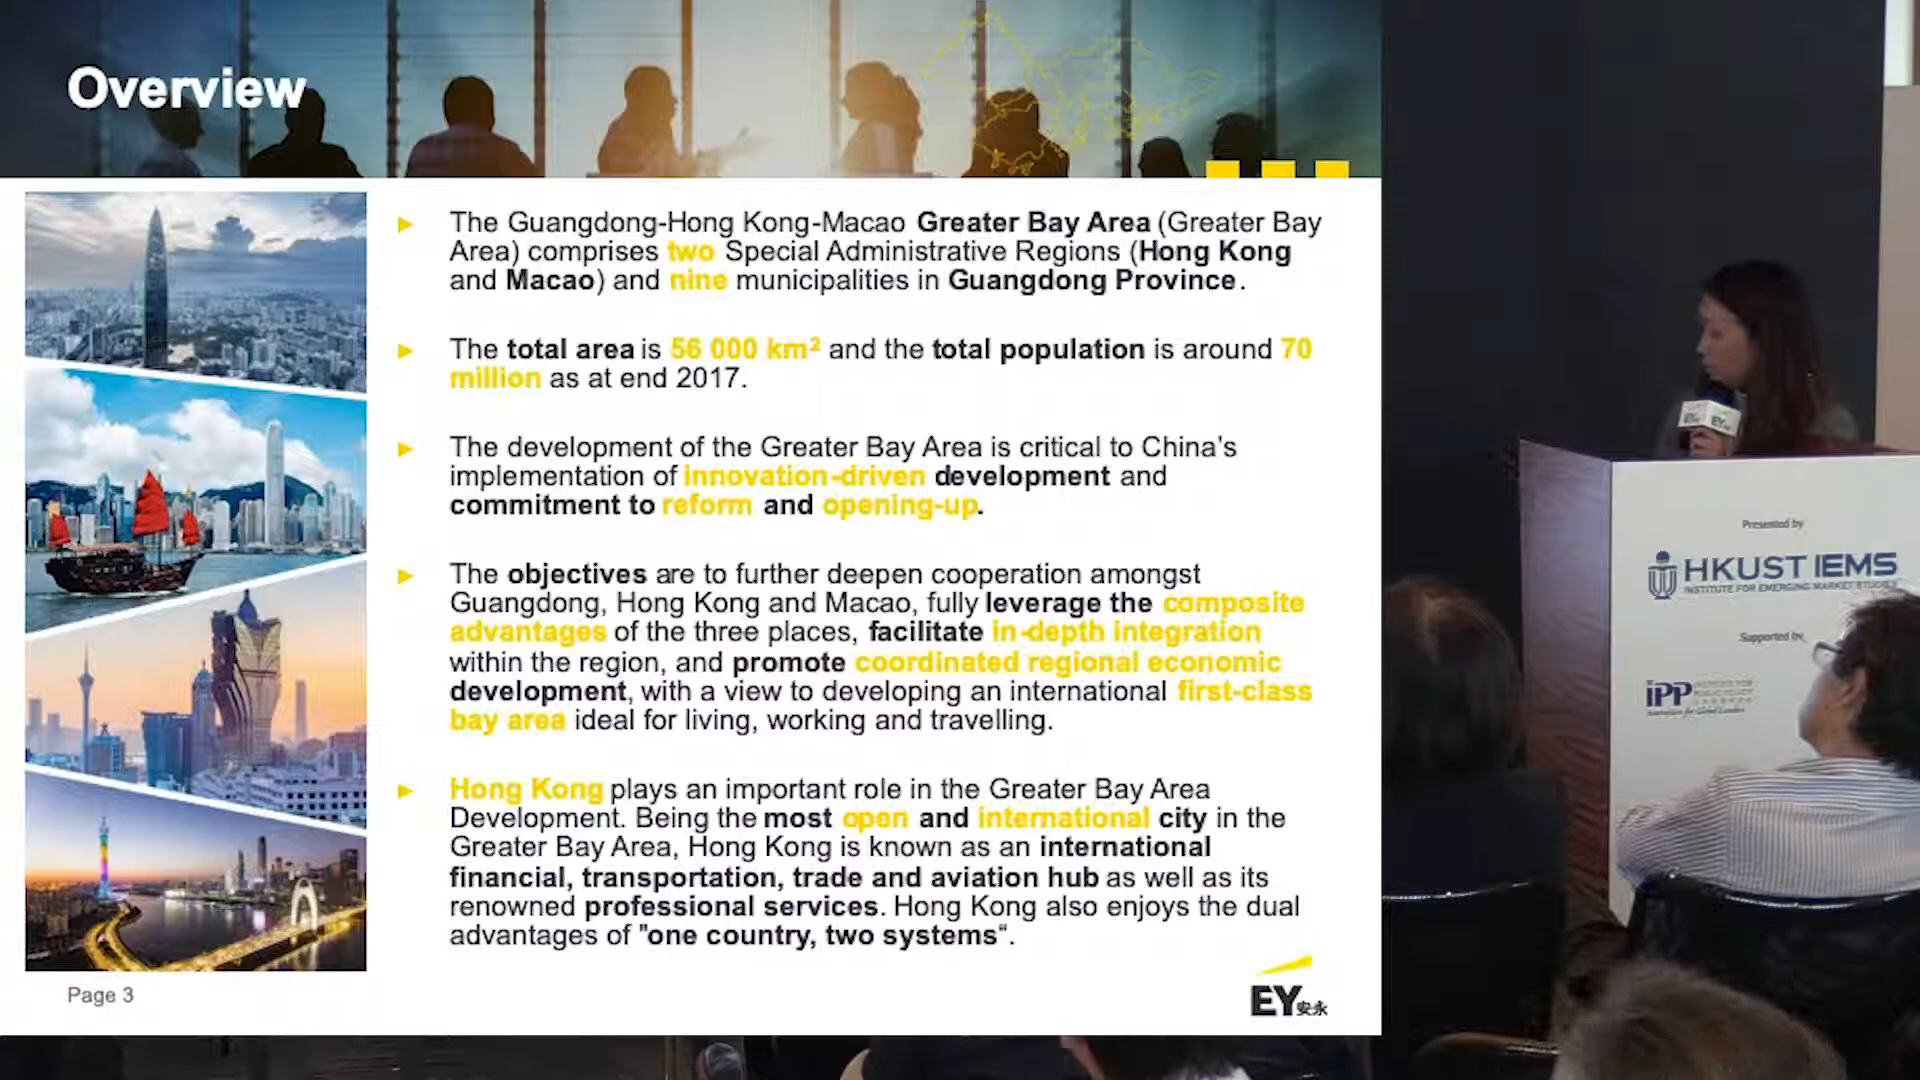 Overview
The Guangdong-Hong Kong-Macao Greater Bay Area (Greater Bay
Area) comprises two Special Administrative Regions (Hong Kong
and Macao) and nine municipalities in Guangdong Province.
The total area is 56 000 km² and the total population is around 70
million as at end 2017.
The development of the Greater Bay Area is critical to China's
implementation of innovation-driven development and
commitment to reform and opening-up.
The objectives are to further deepen cooperation amongst
Guangdong, Hong Kong and Macao, fully leverage the composite
advantages of the three places, facilitate in-depth integration
within the region, and promote coordinated regional economic
development, with a view to developing an international first-class
bay area ideal for living, working and travelling.
Hong Kong plays an important role in the Greater Bay Area
Development. Being the most open and international city in the
Greater Bay Area, Hong Kong is known as an international
financial, transportation, trade and aviation hub as well as its
renowned professional services. Hong Kong also enjoys the dual
advantages of "one country, two systems“.
Page 3
EY安永
EY
EY
Presented by
HKUST IEMS
INSTITUTE FOR EMERGING MARKET STUDIES
Supported by
IPP